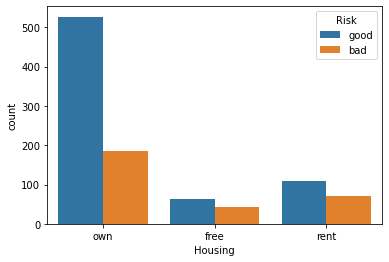 500
400
300
200
100
0
count
own free rent
Housing
Risk
good
bad